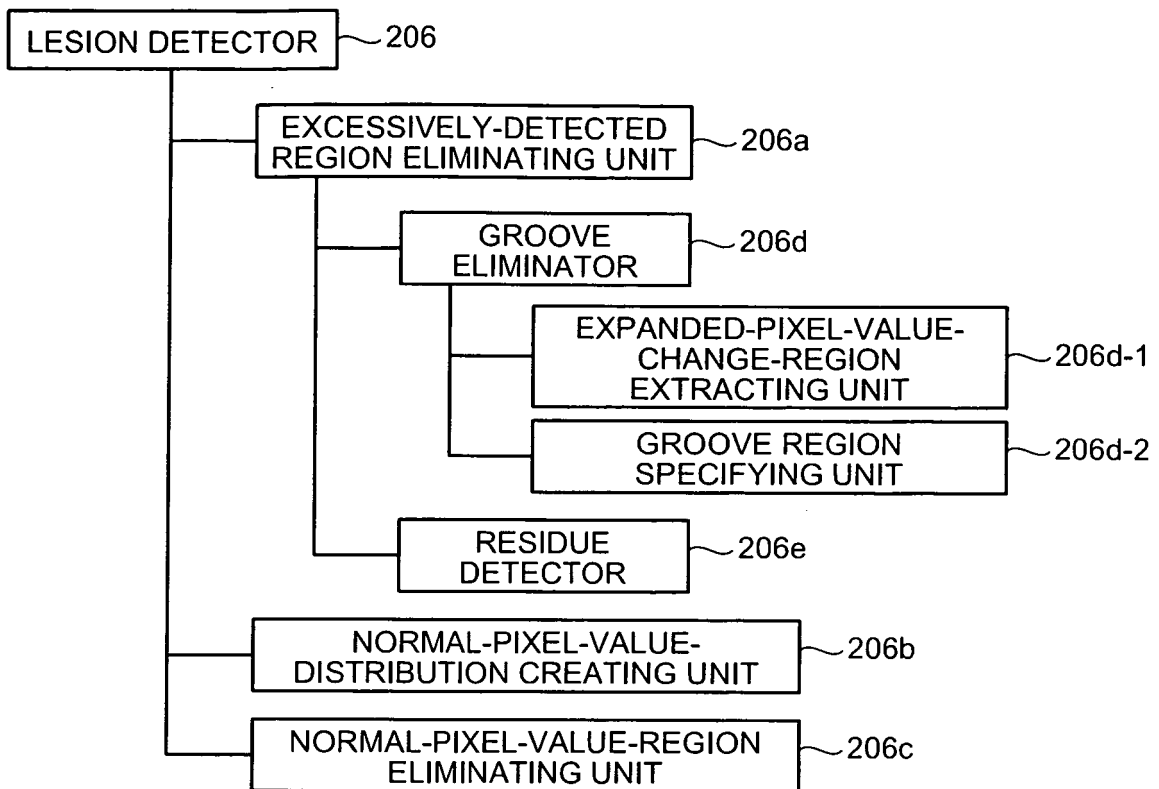 LESION DETECTOR
206
EXCESSIVELY-DETECTED
REGION ELIMINATING UNIT
206a
GROOVE
ELIMINATOR
206d
EXPANDED-PIXEL-VALUE-
CHANGE-REGION
EXTRACTING UNIT
206d-1
GROOVE REGION
SPECIFYING UNIT
206d-2
RESIDUE
DETECTOR
206e
NORMAL-PIXEL-VALUE-
DISTRIBUTION CREATING UNIT
206b
NORMAL-PIXEL-VALUE-REGION
ELIMINATING UNIT
206c